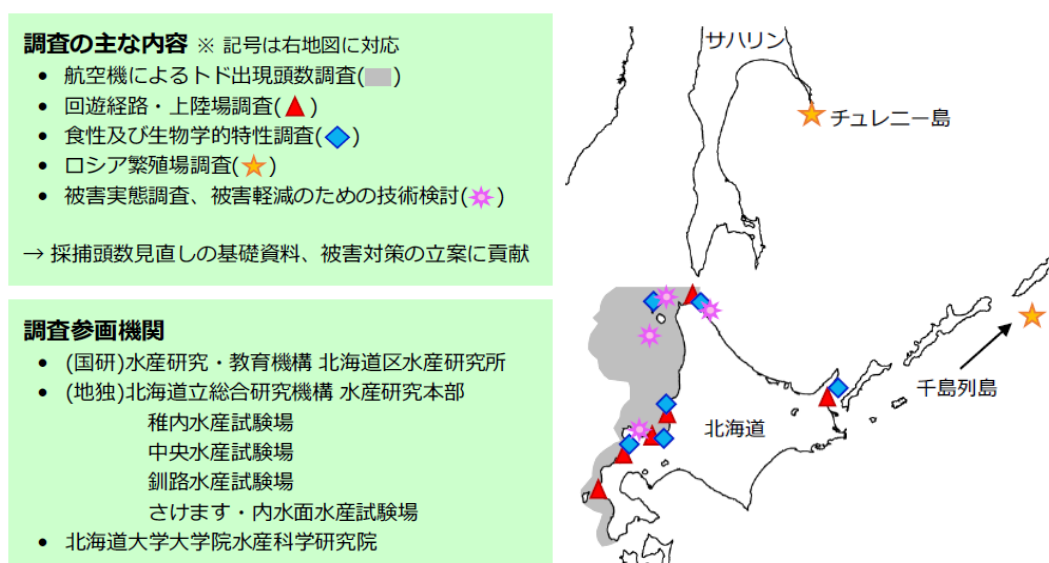 調査の主な内容 ※ 記号は右地図に対応
• 航空機によるトド出現頭数調査( )
• 回遊経路・上陸場調査( )
• 食性及び生物学的特性調査( )
• ロシア繁殖場調査( )
• 被害実態調査、被害軽減のための技術検討( )
→ 採捕頭数見直しの基礎資料、被害対策の立案に貢献
調査参画機関
• (国研)水産研究・教育機構 北海道区水産研究所
• (地独)北海道立総合研究機構 水産研究本部
稚内水産試験場
中央水産試験場
釧路水産試験場
さけます・内水面水産試験場
• 北海道大学大学院水産科学研究院
サハリン
チュレニー島
千島列島
北海道